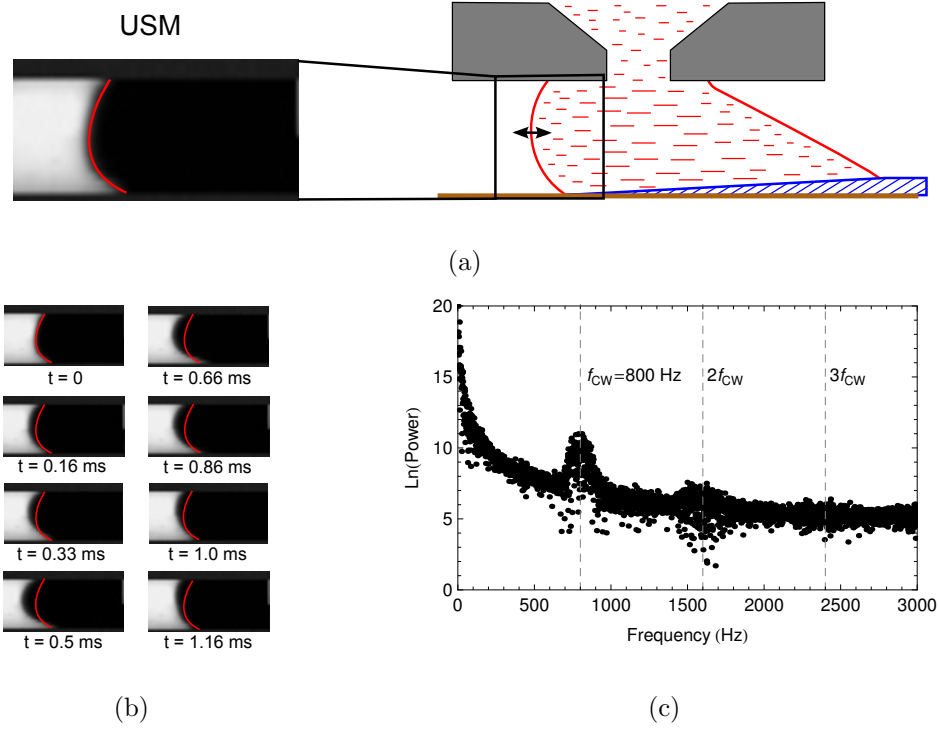 USM
(a)
t = 0
t = 0.66 ms
t = 0.16 ms
t = 0.86 ms
t = 0.33 ms
t = 1.0 ms
t = 0.5 ms
t = 1.16 ms
(b)
20
15
10
5
0
Ln(Power)
f_CW=800 Hz
2f_CW
3f_CW
0 500 1000 1500 2000 2500 3000
Frequency (Hz)
(c)